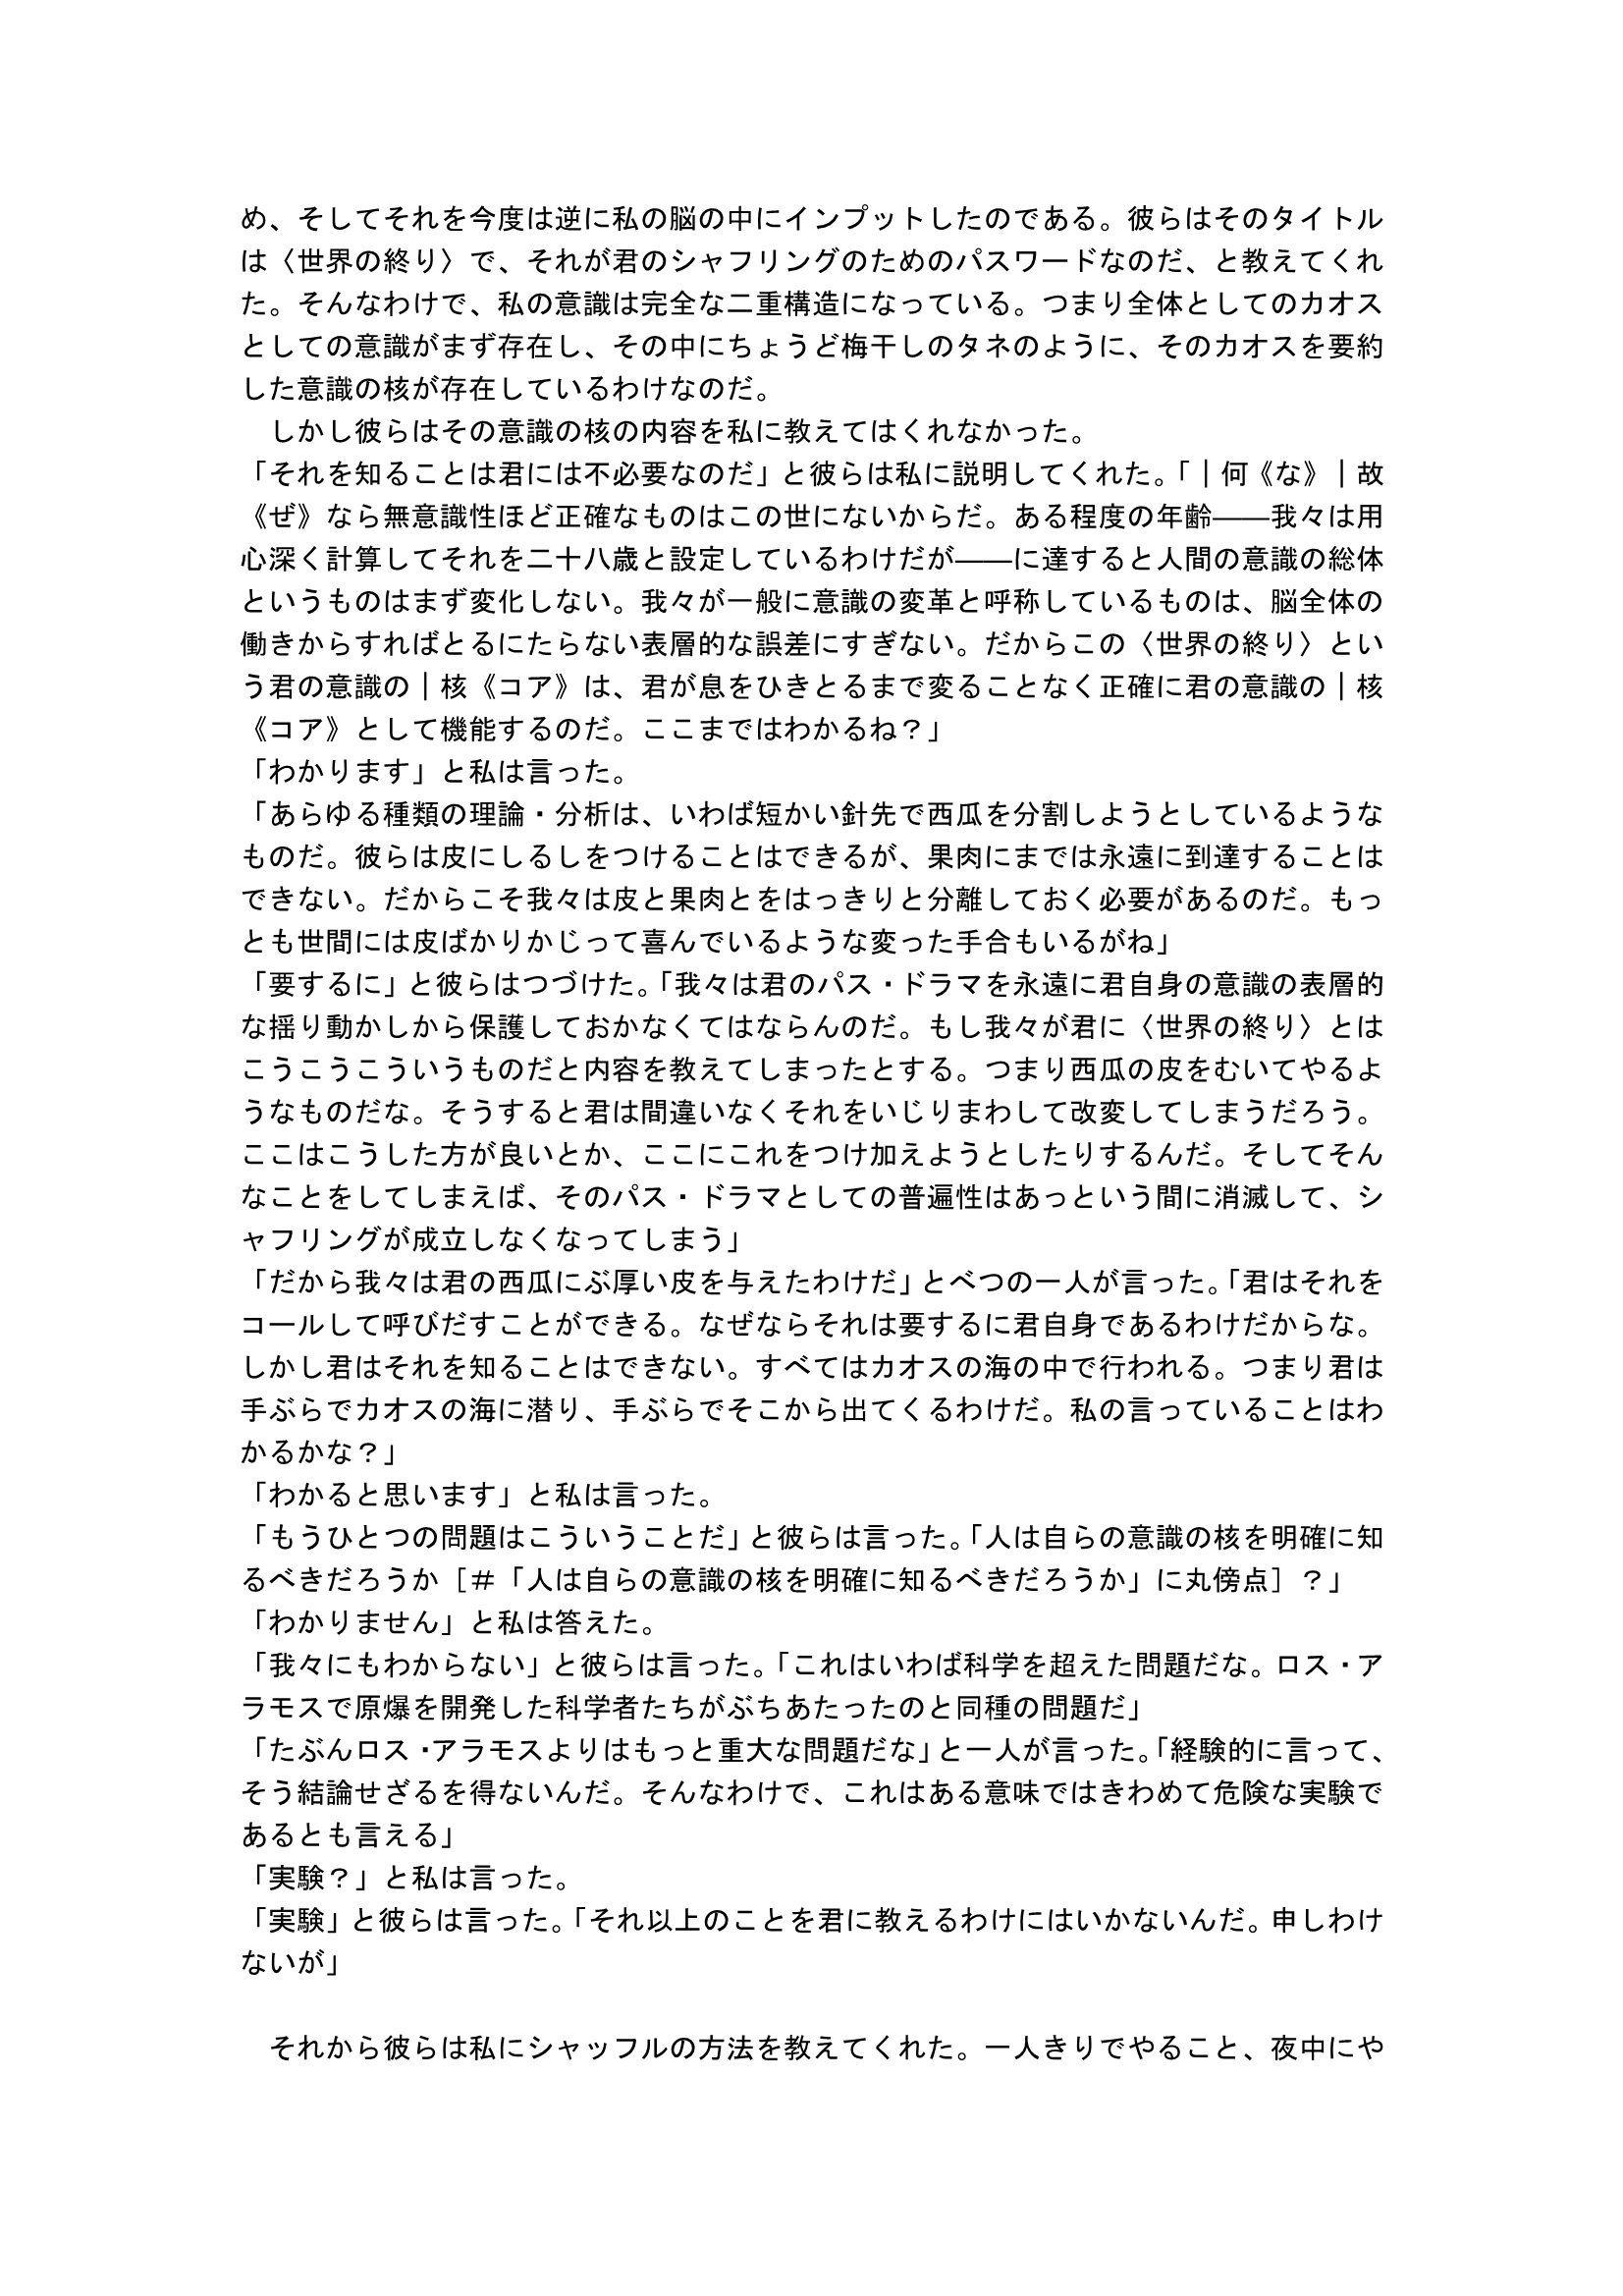 め、そしてそれを今度は逆に私の脳の中にインプットしたのである。彼らはそのタイトル
は〈世界の終り〉で、それが君のシャフリングのためのパスワードなのだ、と教えてくれ
た。そんなわけで、私の意識は完全な二重構造になっている。つまり全体としてのカオス
としての意識がまず存在し、その中にちょうど梅干しのタネのように、そのカオスを要約
した意識の核が存在しているわけなのだ。
　しかし彼らはその意識の核の内容を私に教えてはくれなかった。
「それを知ることは君には不必要なのだ」と彼らは私に説明してくれた。「｜何《な》｜故
《ぜ》なら無意識性ほど正確なものはこの世にないからだ。ある程度の年齢――我々は用
心深く計算してそれを二十八歳と設定しているわけだが――に達すると人間の意識の総体
というものはまず変化しない。我々が一般に意識の変革と呼称しているものは、脳全体の
働きからすればとるにたらない表層的な誤差にすぎない。だからこの〈世界の終り〉とい
う君の意識の｜核《コア》は、君が息をひきとるまで変ることなく正確に君の意識の｜核
《コア》として機能するのだ。ここまではわかるね？」
「わかります」と私は言った。
「あらゆる種類の理論・分析は、いわば短かい針先で西瓜を分割しようとしているような
ものだ。彼らは皮にしるしをつけることはできるが、果肉にまでは永遠に到達することは
できない。だからこそ我々は皮と果肉とをはっきりと分離しておく必要があるのだ。もっ
とも世間には皮ばかりかじって喜んでいるような変った手合もいるがね」
「要するに」と彼らはつづけた。「我々は君のパス・ドラマを永遠に君自身の意識の表層的
な揺り動かしから保護しておかなくてはならんのだ。もし我々が君に〈世界の終り〉とは
こうこうこういうものだと内容を教えてしまったとする。つまり西瓜の皮をむいてやるよ
うなものだな。そうすると君は間違いなくそれをいじりまわして改変してしまうだろう。
ここはこうした方が良いとか、ここにこれをつけ加えようとしたりするんだ。そしてそん
なことをしてしまえば、そのパス・ドラマとしての普遍性はあっという間に消滅して、シ
ャフリングが成立しなくなってしまう」
「だから我々は君の西瓜にぶ厚い皮を与えたわけだ」とべつの一人が言った。「君はそれを
コールして呼びだすことができる。なぜならそれは要するに君自身であるわけだからな。
しかし君はそれを知ることはできない。すべてはカオスの海の中で行われる。つまり君は
手ぶらでカオスの海に潜り、手ぶらでそこから出てくるわけだ。私の言っていることはわ
かるかな？」
「わかると思います」と私は言った。
「もうひとつの問題はこういうことだ」と彼らは言った。「人は自らの意識の核を明確に知
るべきだろうか［＃「人は自らの意識の核を明確に知るべきだろうか」に丸傍点］？」
「わかりません」と私は答えた。
「我々にもわからない」と彼らは言った。「これはいわば科学を超えた問題だな。ロス・ア
ラモスで原爆を開発した科学者たちがぶちあたったのと同種の問題だ」
「たぶんロス・アラモスよりはもっと重大な問題だな」と一人が言った。「経験的に言って、
そう結論せざるを得ないんだ。そんなわけで、これはある意味ではきわめて危険な実験で
あるとも言える」
「実験？」と私は言った。
「実験」と彼らは言った。「それ以上のことを君に教えるわけにはいかないんだ。申しわけ
ないが」
　それから彼らは私にシャッフルの方法を教えてくれた。一人きりでやること、夜中にや